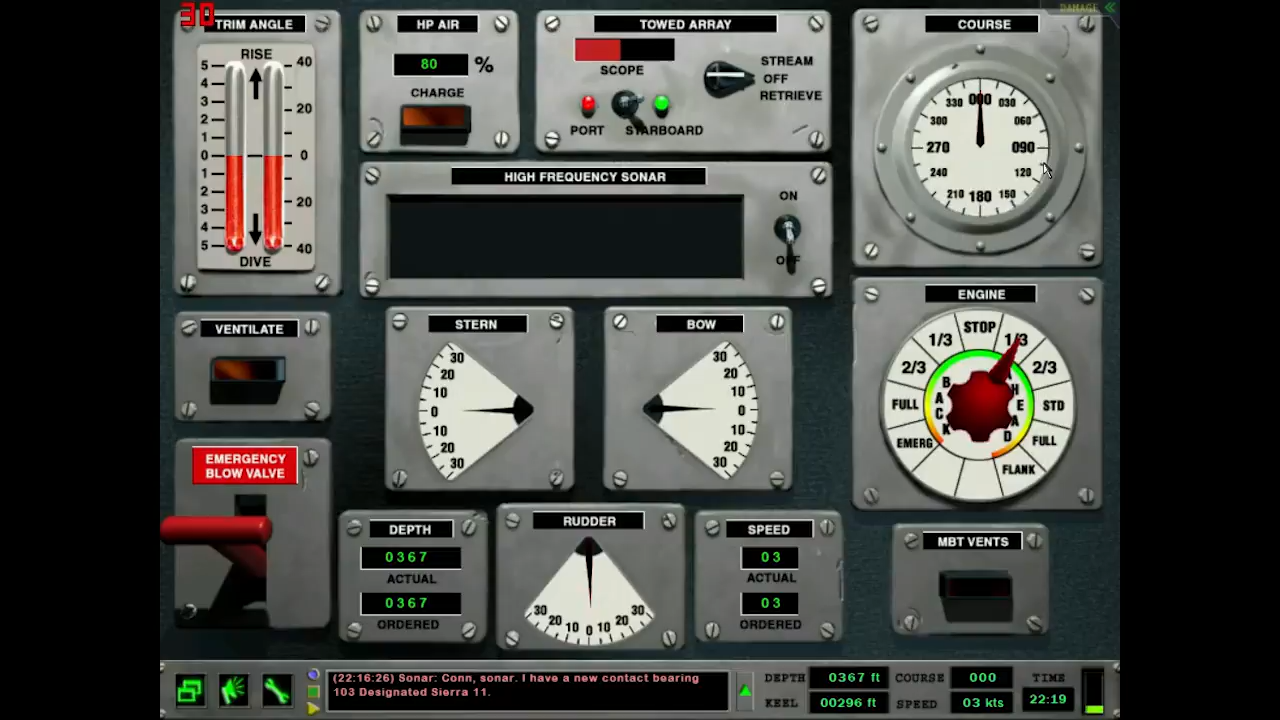 30
TRIM ANGLE
RISE
5 40
4
3 20
2
1
0 0
1
2
3 20
4
5 40
DIVE
HP AIR
80 %
CHARGE
TOWED ARRAY
SCOPE
PORT STARBOARD
STREAM
OFF
RETRIEVE
DAMAGE
COURSE
330 000 030
300 060
270 090
240 120
210 180 150
HIGH FREQUENCY SONAR
ON
OFF
VENTILATE
STERN
30
20
10
0
10
20
30
BOW
30
20
10
0
10
20
30
ENGINE
STOP
1/3 1/3
2/3 2/3
FULL STD
EMERG FULL
FLANK
BACK
AHEAD
EMERGENCY
BLOW VALVE
DEPTH
0367
ACTUAL
0367
ORDERED
RUDDER
30 20 10 0 10 20 30
SPEED
03
ACTUAL
03
ORDERED
MBT VENTS
(22:16:26) Sonar: Conn, sonar. I have a new contact bearing
103 Designated Sierra 11.
DEPTH 0367 ft COURSE 000 TIME
KEEL 00296 ft SPEED 03 kts 22:19